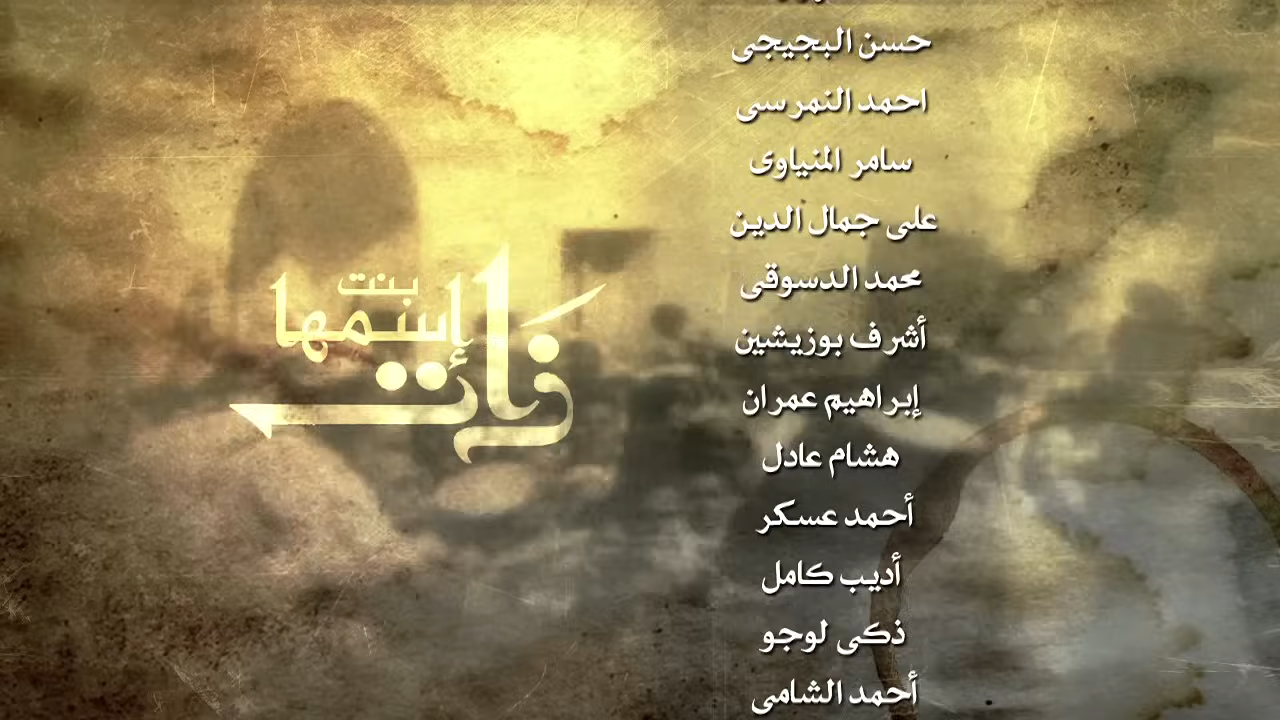 حسن البجيجى
احمد النمرسى
سامر المنياوى
على جمال الدين
محمد الدسوقى
أشرف بوزيشين
إبراهيم عمران
هشام عادل
أحمد عسكر
أديب كامل
ذكى لوجو
أحمد الشامى
بنت
إسمها
ذات